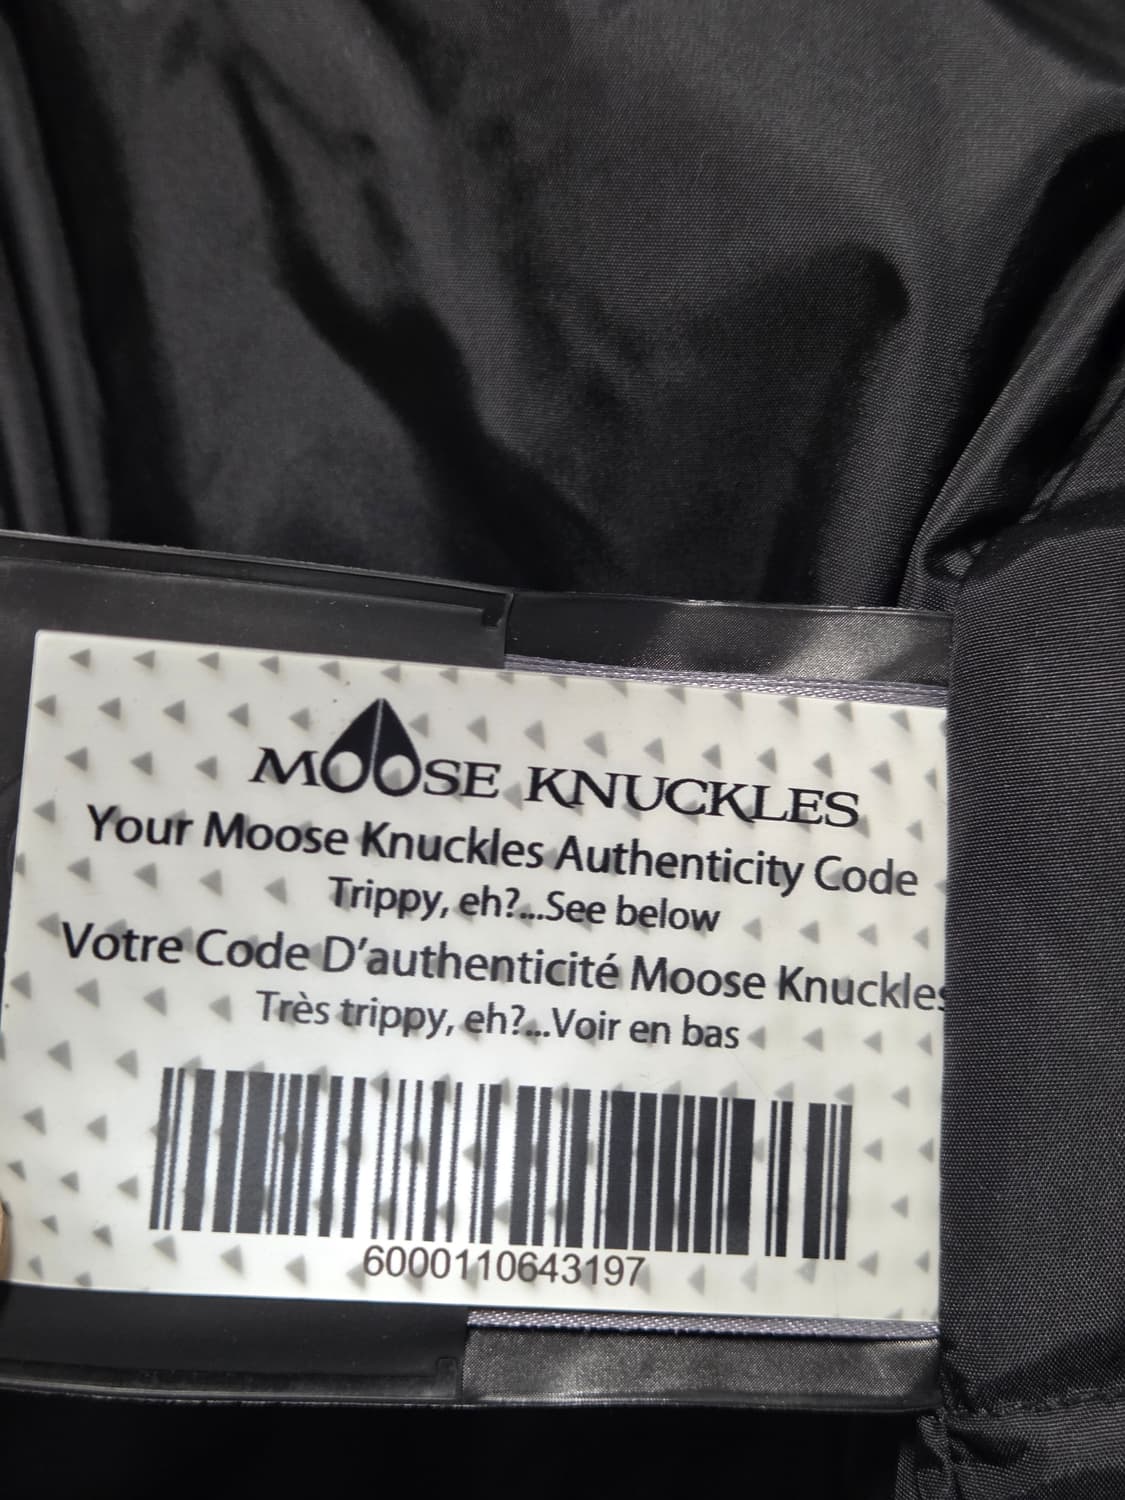 MOOSE KNUCKLES
Your Moose Knuckles Authenticity Code
Trippy, eh?...See below
Votre Code D'authenticité Moose Knuckles
Très trippy, eh?...Voir en bas
6000110643197